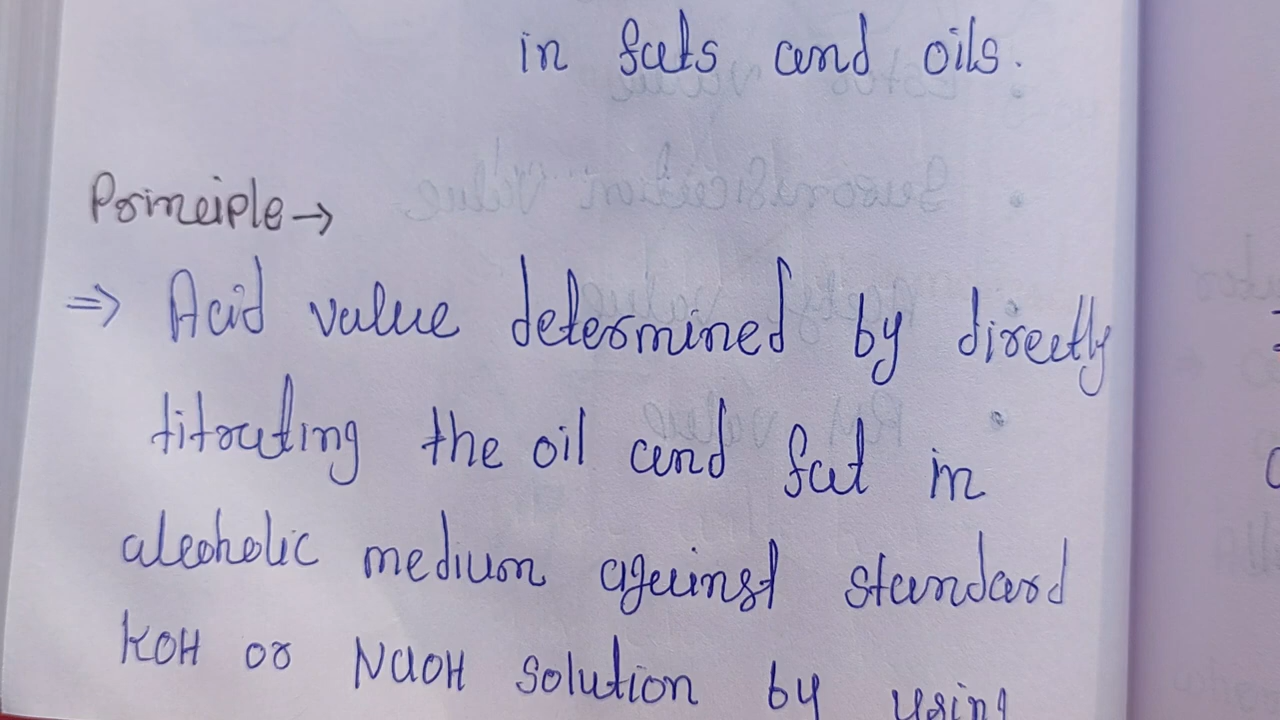 in fats and oils.
Principle →
⇒ Acid value determined by directly
titrating the oil and fat in
alcoholic medium against standard
KOH or NaOH solution by using